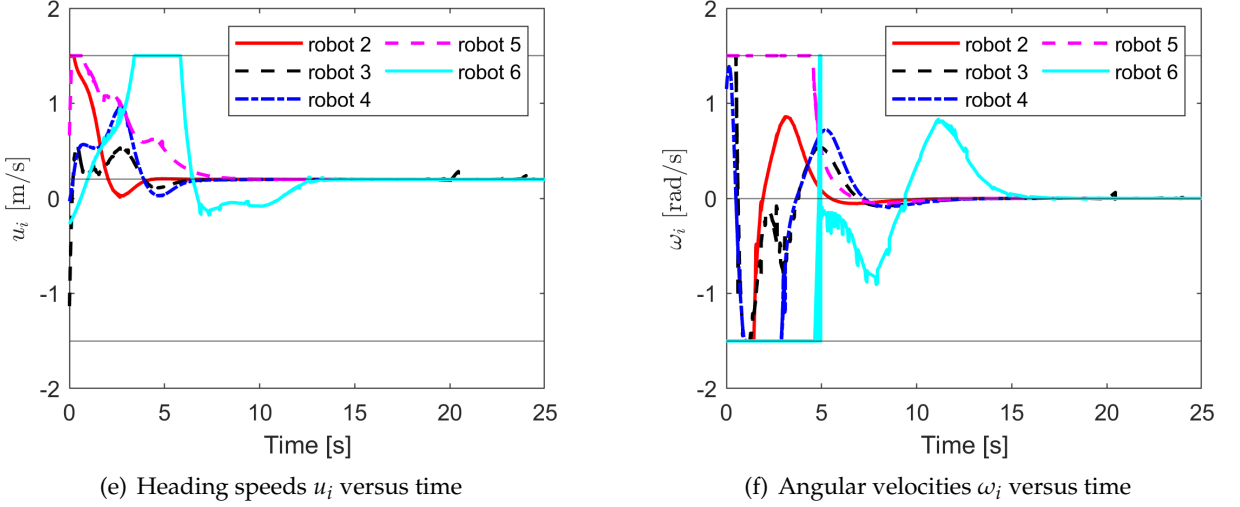 2
1
0
-1
-2
u_i [m/s]
robot 2
robot 3
robot 4
robot 5
robot 6
0 5 10 15 20 25
Time [s]
(e) Heading speeds u_i versus time
2
1
0
-1
-2
ω_i [rad/s]
robot 2
robot 3
robot 4
robot 5
robot 6
0 5 10 15 20 25
Time [s]
(f) Angular velocities ω_i versus time